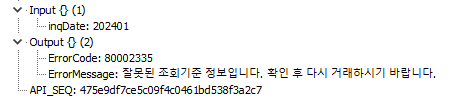 Input {} (1)
inqDate: 202401
Output {} (2)
ErrorCode: 80002335
ErrorMessage: 잘못된 조회기준 정보입니다. 확인 후 다시 거래하시기 바랍니다.
API_SEQ: 475e9df7ce5c09f4c0461bd538f3a2c7